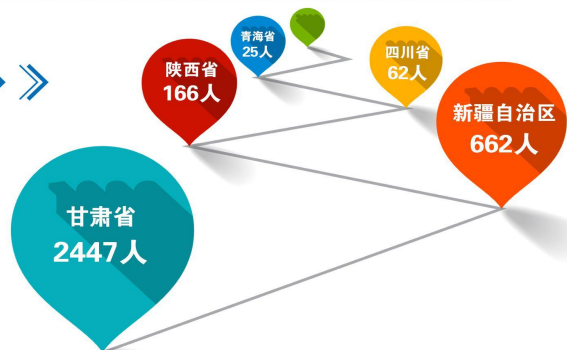 青海省
25人
四川省
62人
陕西省
166人
新疆自治区
662人
甘肃省
2447人